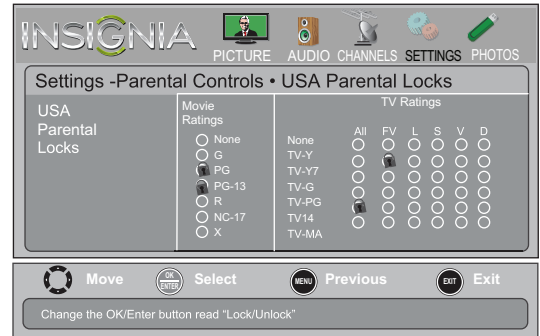 INSIGNIA
PICTURE AUDIO CHANNELS SETTINGS PHOTOS
Settings -Parental Controls • USA Parental Locks
USA
Parental
Locks
Movie
Ratings
None
G
PG
PG-13
R
NC-17
X
TV Ratings
All FV L S V D
None
TV-Y
TV-Y7
TV-G
TV-PG
TV14
TV-MA
Move
OK
ENTER
Select
MENU
Previous
EXIT
Exit
Change the OK/Enter button read “Lock/Unlock”